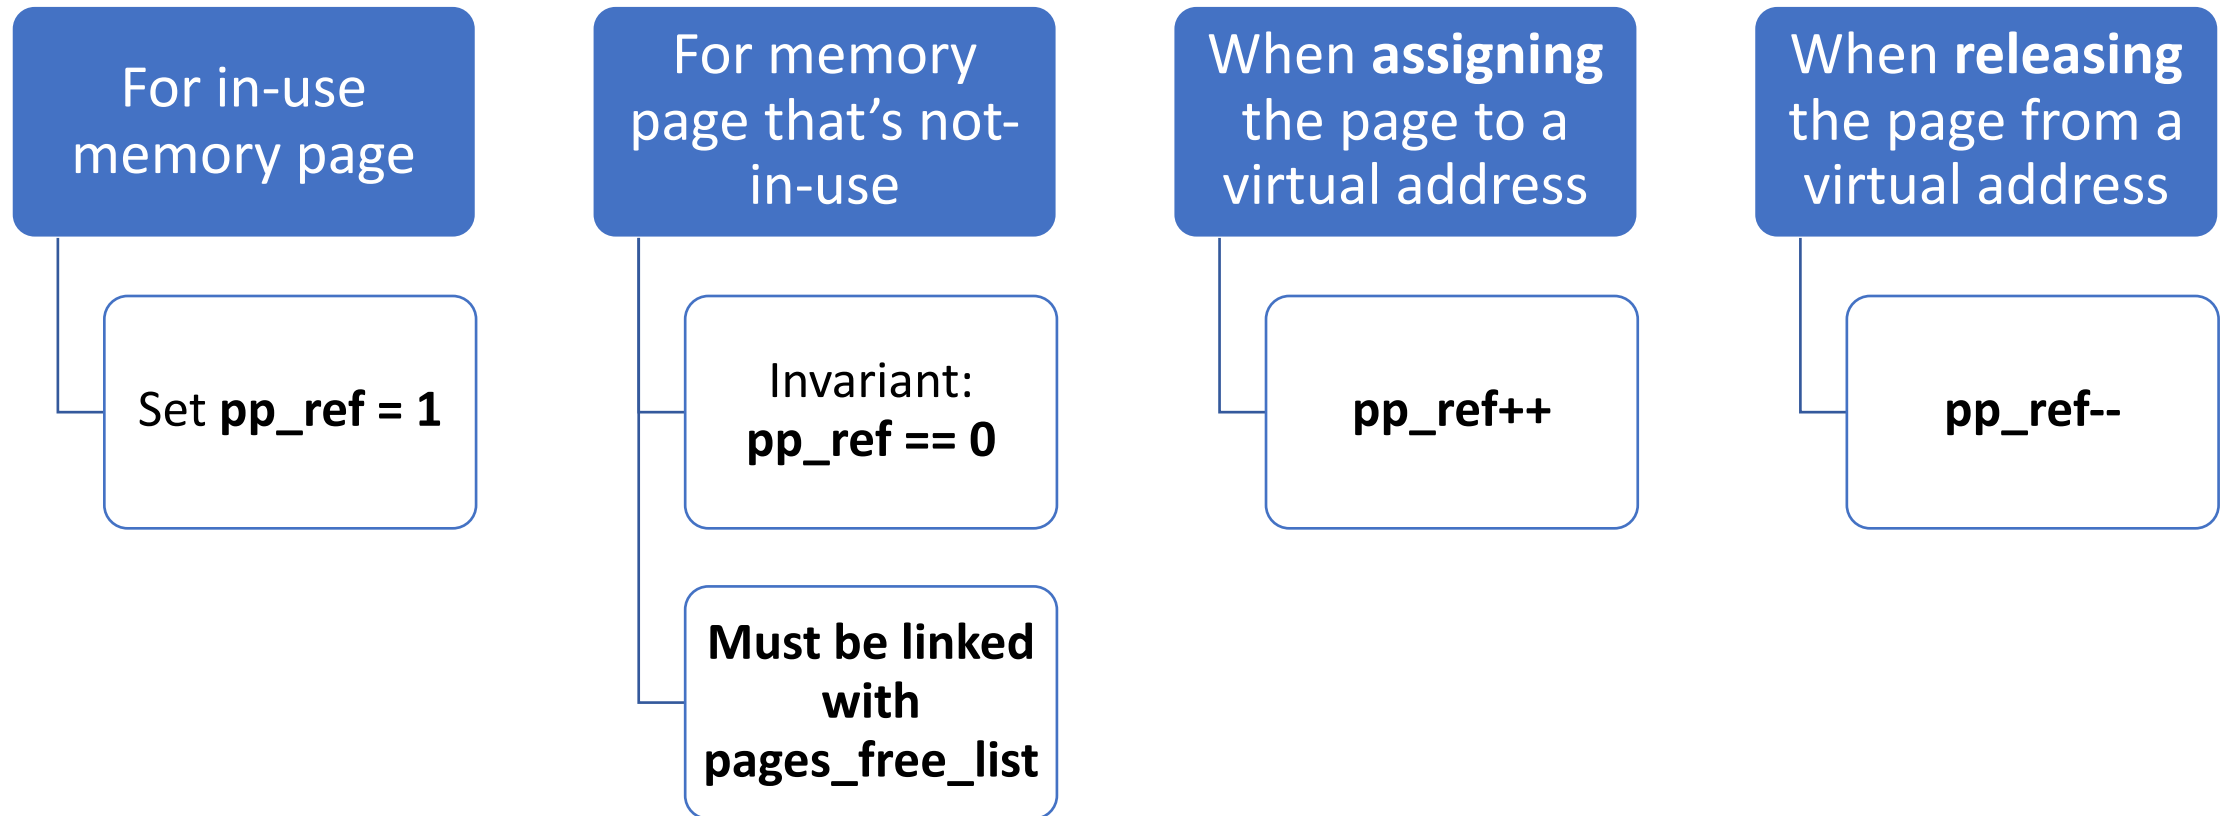 For in-use
memory page
Set pp_ref = 1
For memory
page that’s not-
in-use
Invariant:
pp_ref == 0
Must be linked
with
pages_free_list
When assigning
the page to a
virtual address
pp_ref++
When releasing
the page from a
virtual address
pp_ref--